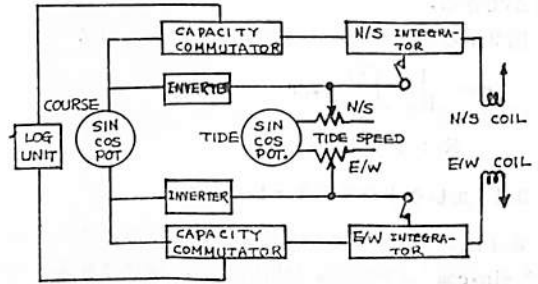 CAPACITY
COMMUTATOR
N/S INTEGRA-
TOR
INVERTER
COURSE
N/S
N/S COIL
LOG
UNIT
SIN
COS
POT
TIDE
SIN
COS
POT.
TIDE SPEED
E/W COIL
E/W
INVERTER
CAPACITY
COMMUTATOR
E/W INTEGRA-
TOR